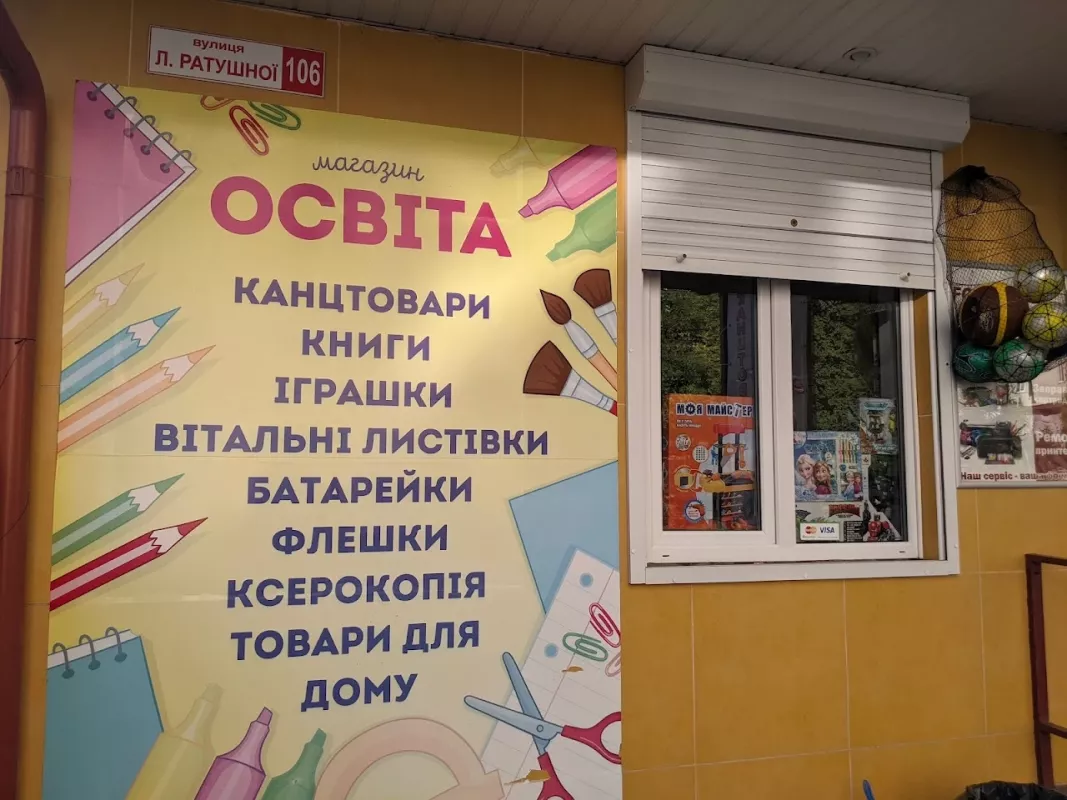 вулиця
Л. РАТУШНОЇ 106
магазин
ОСВІТА
КАНЦТОВАРИ
КНИГИ
ІГРАШКИ
ВІТАЛЬНІ ЛИСТІВКИ
БАТАРЕЙКИ
ФЛЕШКИ
КСЕРОКОПІЯ
ТОВАРИ ДЛЯ
ДОМУ
МОЯ МАЙСТЕР
VISA
Наш сервіс - ваш